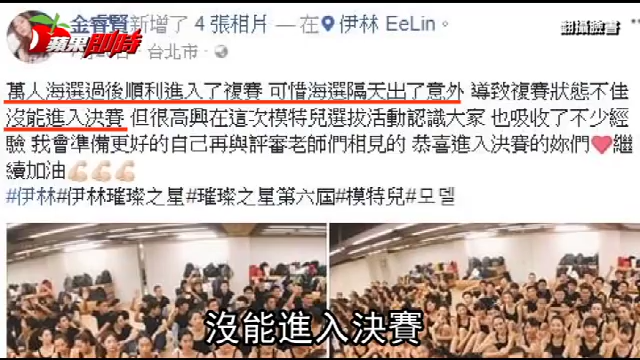 金睿賢新增了 4 張相片 — 在 伊林 EeLin。
蘋果即時
翻攝臉書
台北市
萬人海選過後順利進入了複賽 可惜海選隔天出了意外 導致複賽狀態不佳
沒能進入決賽 但很高興在這次模特兒選拔活動認識大家 也吸收了不少經
驗 我會準備更好的自己再與評審老師們相見的 恭喜進入決賽的妳們❤️繼
續加油💪🏻💪🏻💪🏻
#伊林#伊林璀璨之星#璀璨之星第六屆#模特兒#모델
沒能進入決賽